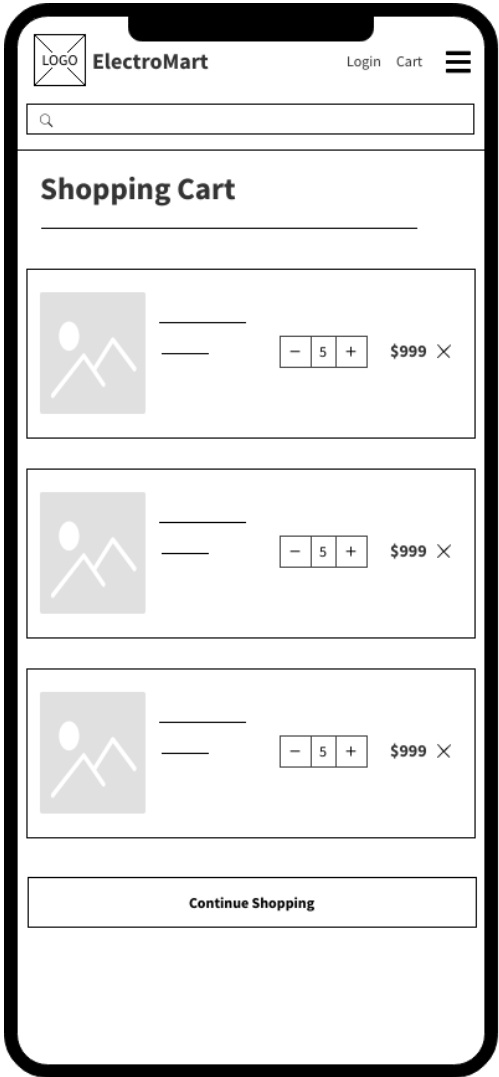 LOGO ElectroMart Login Cart
Shopping Cart
− 5 + $999
− 5 + $999
− 5 + $999
Continue Shopping